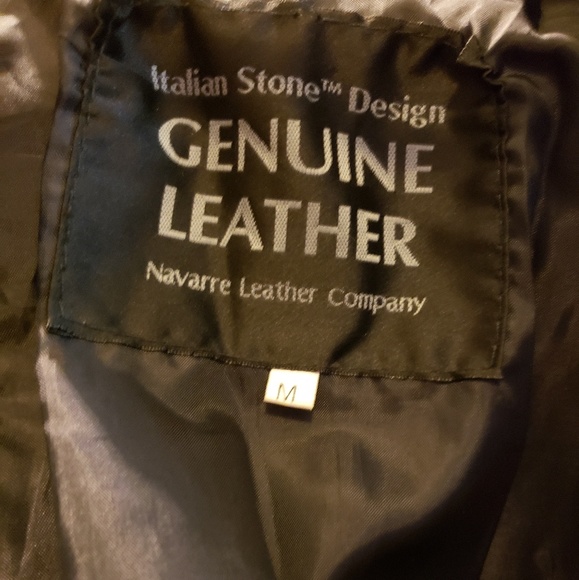 Italian Stone™ Design
GENUINE
LEATHER
Navarre Leather Company
M